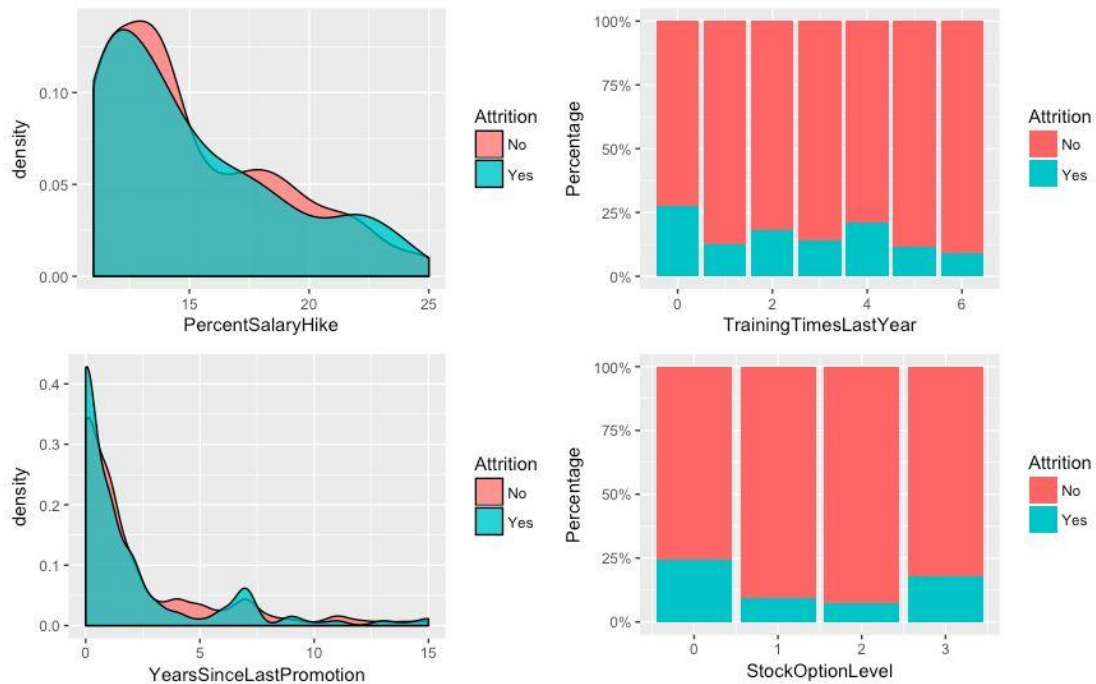 density
0.10
0.05
0.00
15
20
25
PercentSalaryHike
Attrition
No
Yes
Percentage
100%
75%
50%
25%
0%
0
2
4
6
TrainingTimesLastYear
Attrition
No
Yes
density
0.4
0.3
0.2
0.1
0.0
0
5
10
15
YearsSinceLastPromotion
Attrition
No
Yes
Percentage
100%
75%
50%
25%
0%
0
1
2
3
StockOptionLevel
Attrition
No
Yes